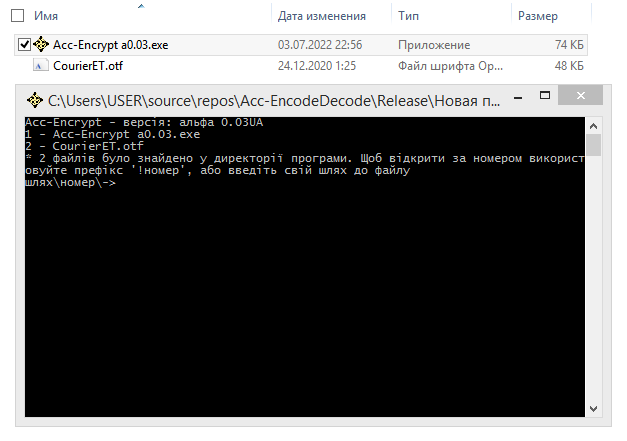 Имя Дата изменения Тип Размер
Acc-Encrypt a0.03.exe 03.07.2022 22:56 Приложение 74 КБ
CourierET.otf 24.12.2020 1:25 Файл шрифта Op... 48 КБ
C:\Users\USER\source\repos\Acc-EncodeDecode\Release\Новая п...
Acc-Encrypt - версія: альфа 0.03UA
1 - Acc-Encrypt a0.03.exe
2 - CourierET.otf
* 2 файлів було знайдено у директорії програми. Щоб відкрити за номером використ
овуйте префікс '!номер', або введіть свій шлях до файлу
шлях\номер\->